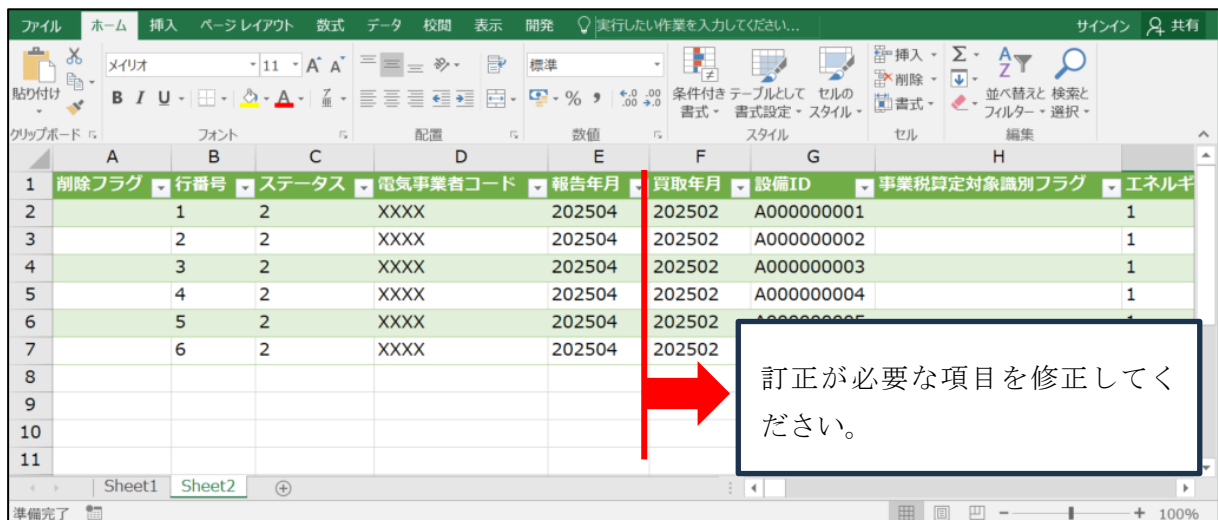 ファイル ホーム 挿入 ページ レイアウト 数式 データ 校閲 表示 開発 実行したい作業を入力してください... サインイン 共有
メイリオ 11 A A 標準 挿入 Σ
貼り付け B I U A % 条件付き書式 テーブルとして書式設定 セルのスタイル 削除 書式 並べ替えとフィルター 検索と選択
クリップボード フォント 配置 数値 スタイル セル 編集
A B C D E F G H
1 削除フラグ 行番号 ステータス 電気事業者コード 報告年月 買取年月 設備ID 事業税算定対象識別フラグ エネルギ
2 1 2 XXXX 202504 202502 A000000001 1
3 2 2 XXXX 202504 202502 A000000002 1
4 3 2 XXXX 202504 202502 A000000003 1
5 4 2 XXXX 202504 202502 A000000004 1
6 5 2 XXXX 202504 202502
7 6 2 XXXX 202504 202502
8
9
10
11
訂正が必要な項目を修正してく
ださい。
Sheet1 Sheet2
準備完了 100%